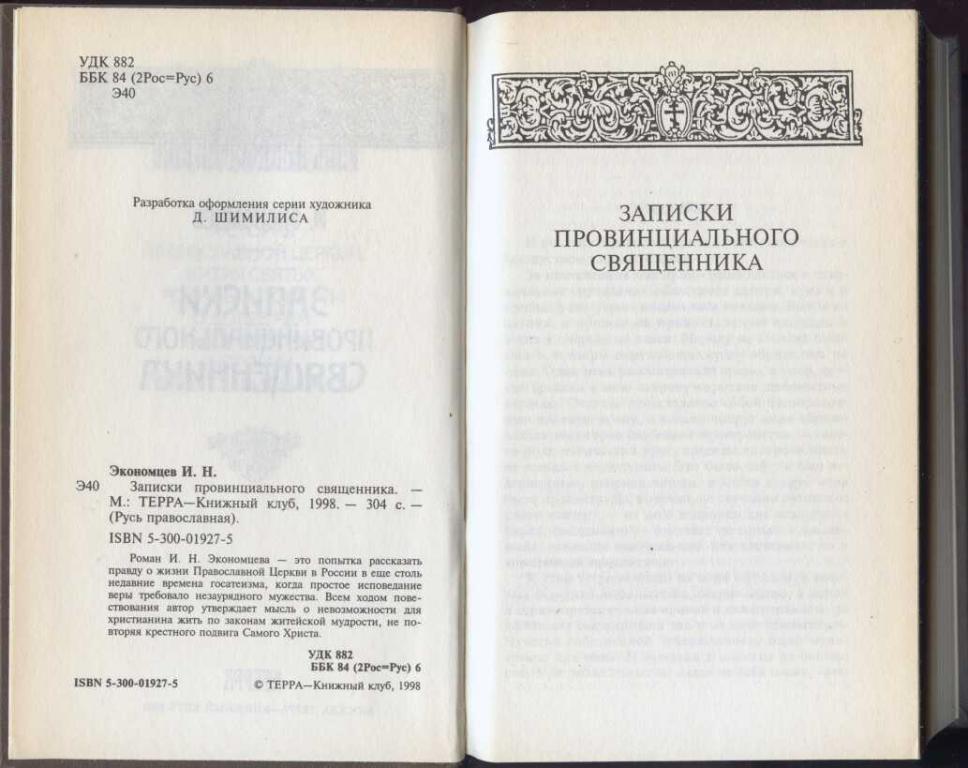 УДК 882
ББК 84 (2Рос=Рус) 6
Э40
Разработка оформления серии художника
Д. ШИМИЛИСА
Экономцев И. Н.
Э40 Записки провинциального священника. —
М.: ТЕРРА—Книжный клуб, 1998. — 304 с. —
(Русь православная).
ISBN 5-300-01927-5
Роман И. Н. Экономцева — это попытка рассказать
правду о жизни Православной Церкви в России в еще столь
недавние времена госатеизма, когда простое исповедание
веры требовало незаурядного мужества. Всем ходом пове-
ствования автор утверждает мысль о невозможности для
христианина жить по законам житейской мудрости, не по-
вторяя крестного подвига Самого Христа.
УДК 882
ББК 84 (2Рос=Рус) 6
ISBN 5-300-01927-5 © ТЕРРА—Книжный клуб, 1998
ЗАПИСКИ
ПРОВИНЦИАЛЬНОГО
СВЯЩЕННИКА